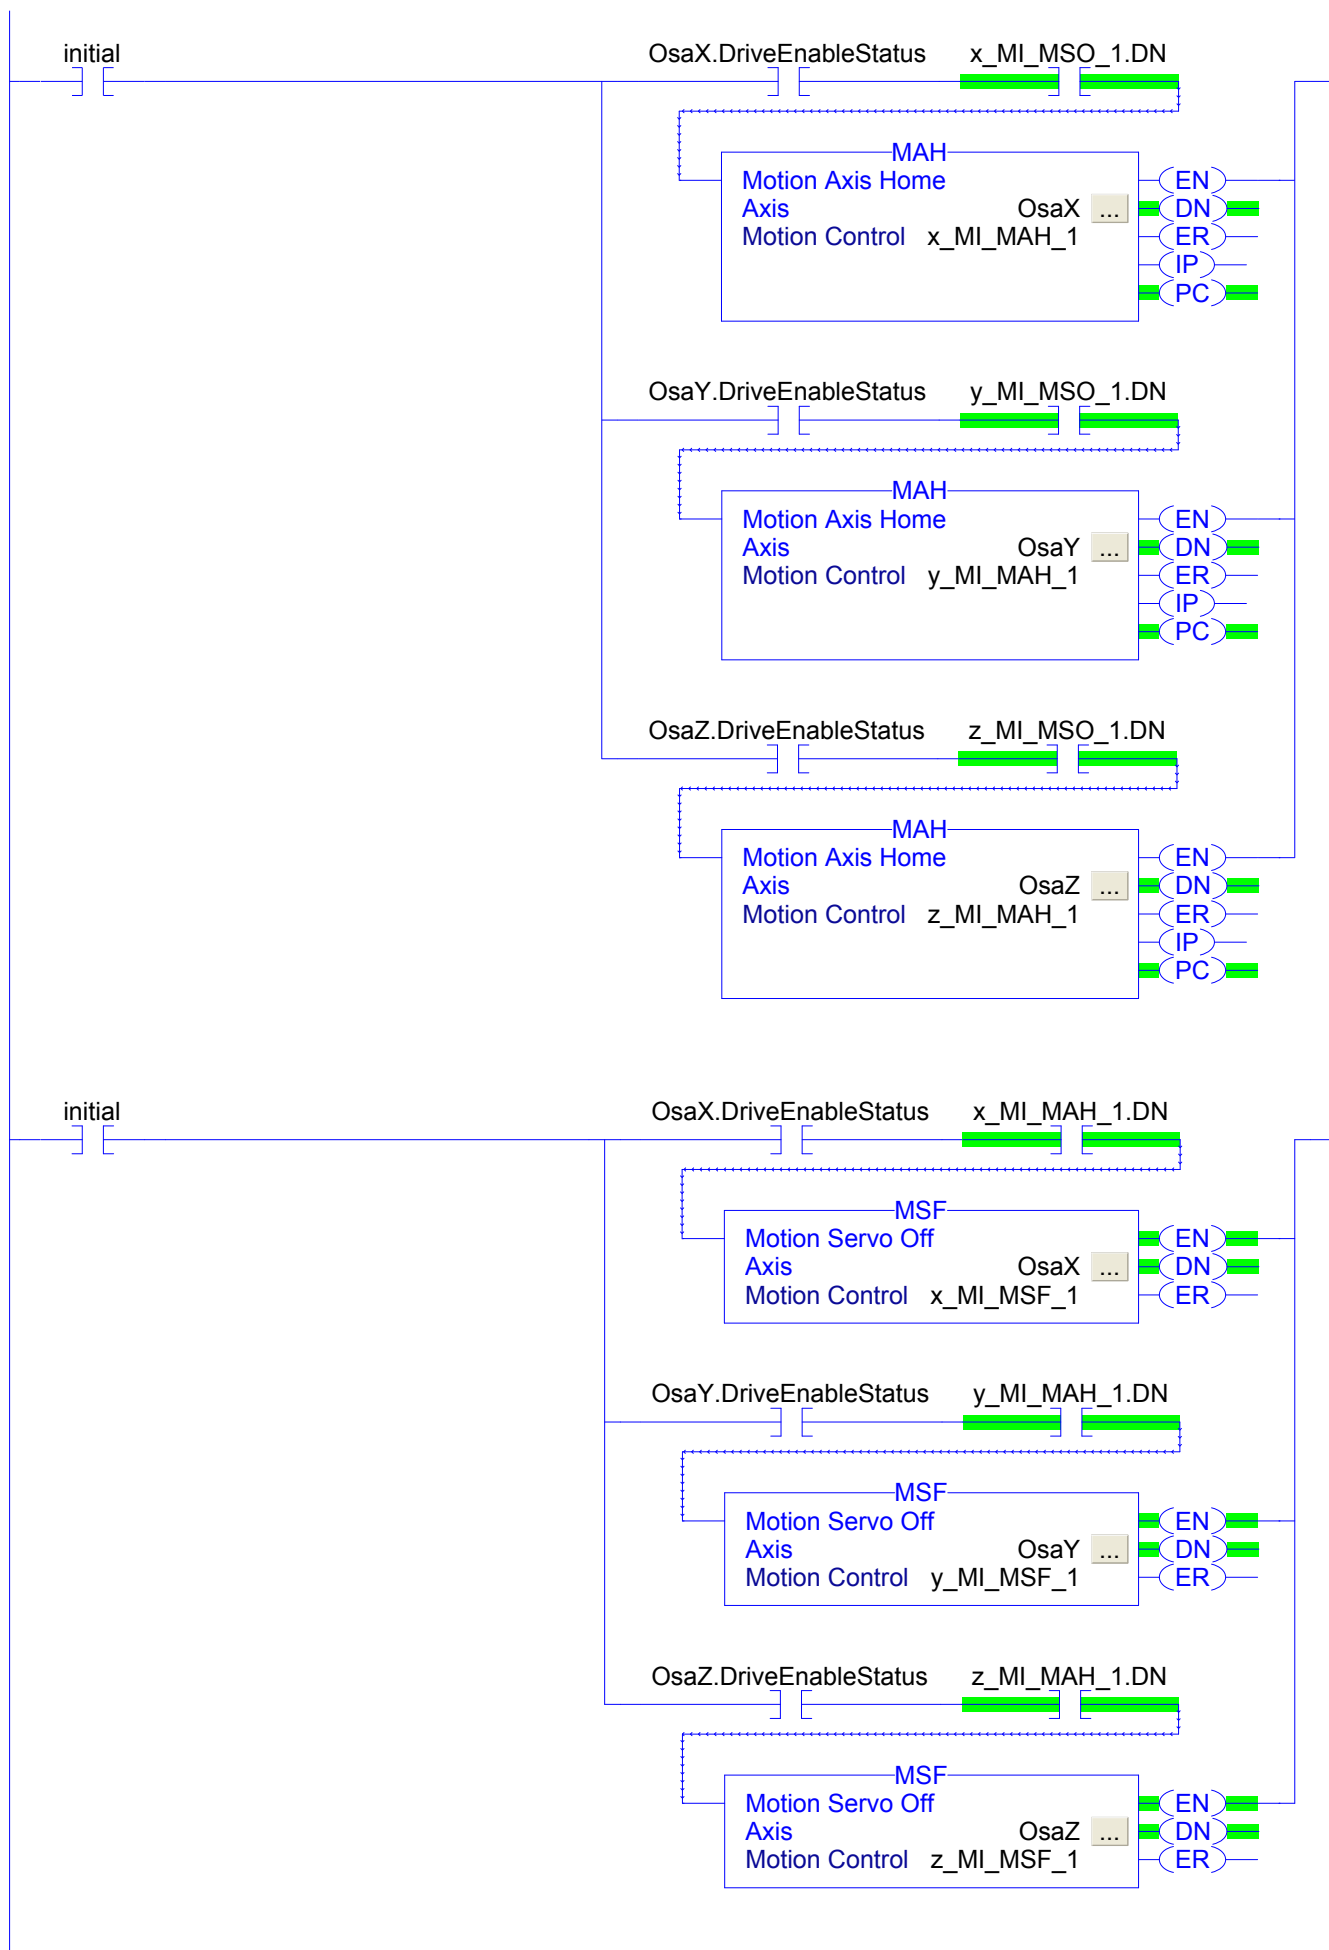 initial
OsaX.DriveEnableStatus x_MI_MSO_1.DN
MAH
Motion Axis Home EN
Axis OsaX ... DN
Motion Control x_MI_MAH_1 ER
IP
PC
OsaY.DriveEnableStatus y_MI_MSO_1.DN
MAH
Motion Axis Home EN
Axis OsaY ... DN
Motion Control y_MI_MAH_1 ER
IP
PC
OsaZ.DriveEnableStatus z_MI_MSO_1.DN
MAH
Motion Axis Home EN
Axis OsaZ ... DN
Motion Control z_MI_MAH_1 ER
IP
PC
initial
OsaX.DriveEnableStatus x_MI_MAH_1.DN
MSF
Motion Servo Off EN
Axis OsaX ... DN
Motion Control x_MI_MSF_1 ER
OsaY.DriveEnableStatus y_MI_MAH_1.DN
MSF
Motion Servo Off EN
Axis OsaY ... DN
Motion Control y_MI_MSF_1 ER
OsaZ.DriveEnableStatus z_MI_MAH_1.DN
MSF
Motion Servo Off EN
Axis OsaZ ... DN
Motion Control z_MI_MSF_1 ER